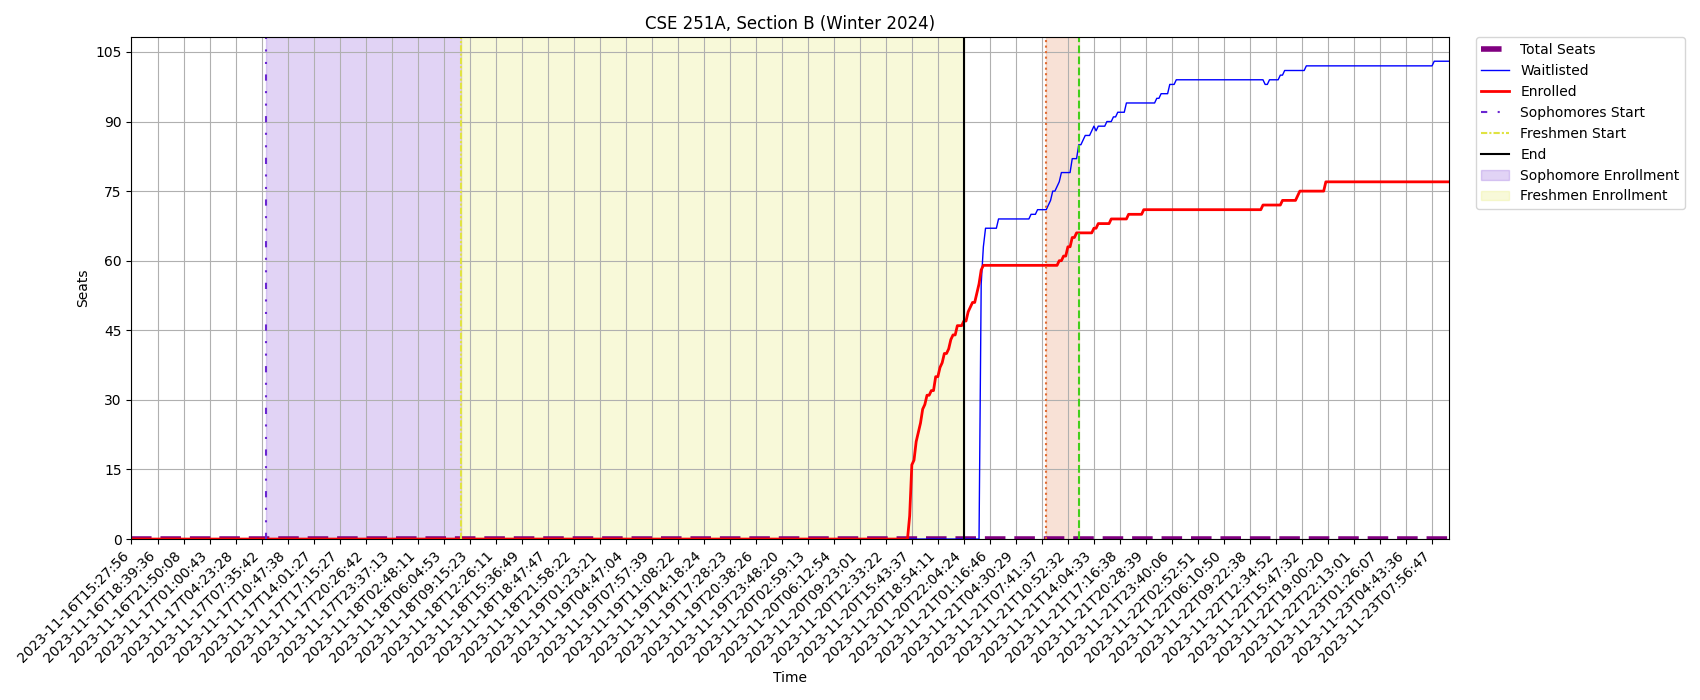 CSE 251A, Section B (Winter 2024)
105
90
75
60
45
30
15
0
Seats
Total Seats
Waitlisted
Enrolled
Sophomores Start
Freshmen Start
End
Sophomore Enrollment
Freshmen Enrollment
2023-11-16T15:27:56
2023-11-16T18:39:36
2023-11-16T21:50:08
2023-11-17T01:00:43
2023-11-17T04:23:28
2023-11-17T07:35:42
2023-11-17T10:47:38
2023-11-17T14:01:27
2023-11-17T17:15:27
2023-11-17T20:26:42
2023-11-17T23:37:13
2023-11-18T02:48:11
2023-11-18T06:04:53
2023-11-18T09:15:23
2023-11-18T12:26:11
2023-11-18T15:36:49
2023-11-18T18:47:47
2023-11-18T21:58:22
2023-11-19T01:23:21
2023-11-19T04:47:04
2023-11-19T07:57:39
2023-11-19T11:08:22
2023-11-19T14:18:24
2023-11-19T17:28:23
2023-11-19T20:38:26
2023-11-19T23:48:20
2023-11-20T02:59:13
2023-11-20T06:12:54
2023-11-20T09:23:01
2023-11-20T12:33:22
2023-11-20T15:43:37
2023-11-20T18:54:11
2023-11-20T22:04:24
2023-11-21T01:16:46
2023-11-21T04:30:29
2023-11-21T07:41:37
2023-11-21T10:52:32
2023-11-21T14:04:33
2023-11-21T17:16:38
2023-11-21T20:28:39
2023-11-21T23:40:06
2023-11-22T02:52:51
2023-11-22T06:10:50
2023-11-22T09:22:38
2023-11-22T12:34:52
2023-11-22T15:47:32
2023-11-22T19:00:20
2023-11-22T22:13:01
2023-11-23T01:26:07
2023-11-23T04:43:36
2023-11-23T07:56:47
Time